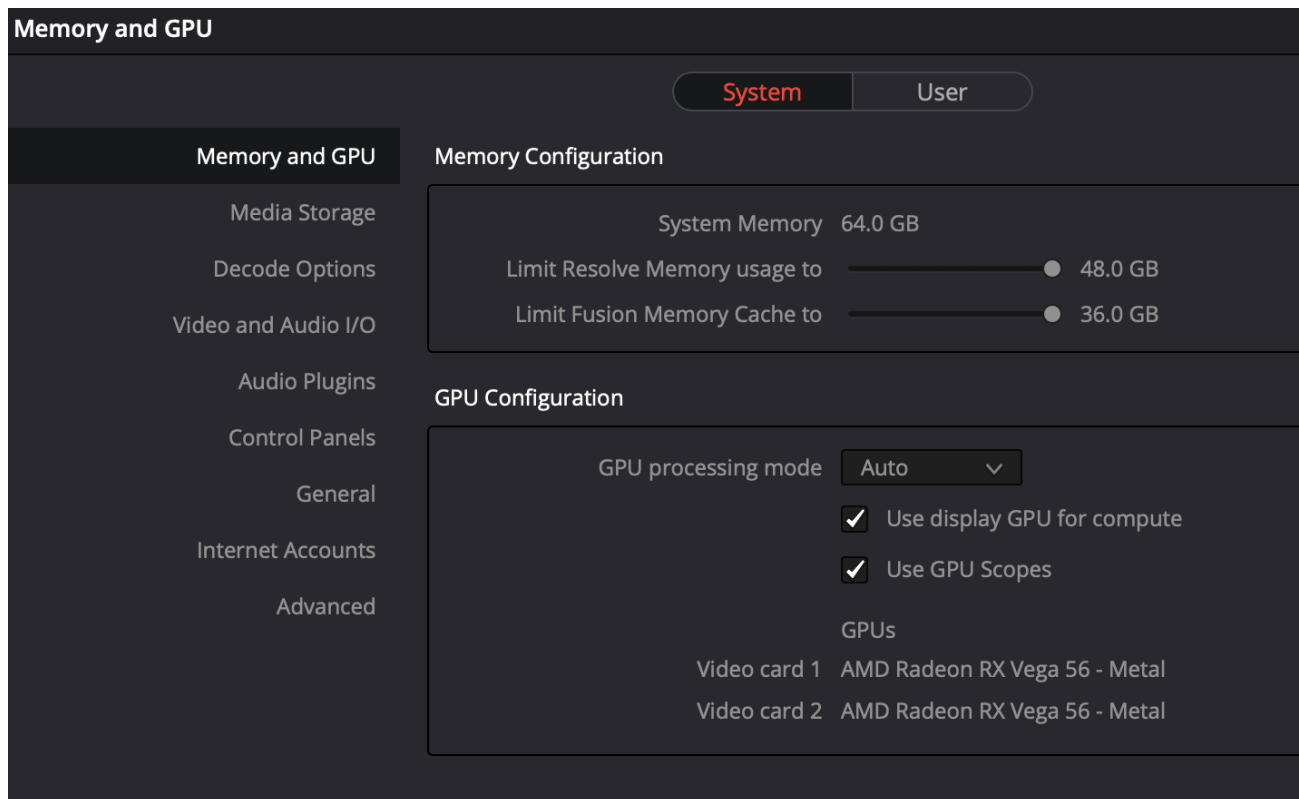 Memory and GPU
System User
Memory and GPU
Media Storage
Decode Options
Video and Audio I/O
Audio Plugins
Control Panels
General
Internet Accounts
Advanced
Memory Configuration
System Memory 64.0 GB
Limit Resolve Memory usage to 48.0 GB
Limit Fusion Memory Cache to 36.0 GB
GPU Configuration
GPU processing mode Auto
Use display GPU for compute
Use GPU Scopes
GPUs
Video card 1 AMD Radeon RX Vega 56 - Metal
Video card 2 AMD Radeon RX Vega 56 - Metal